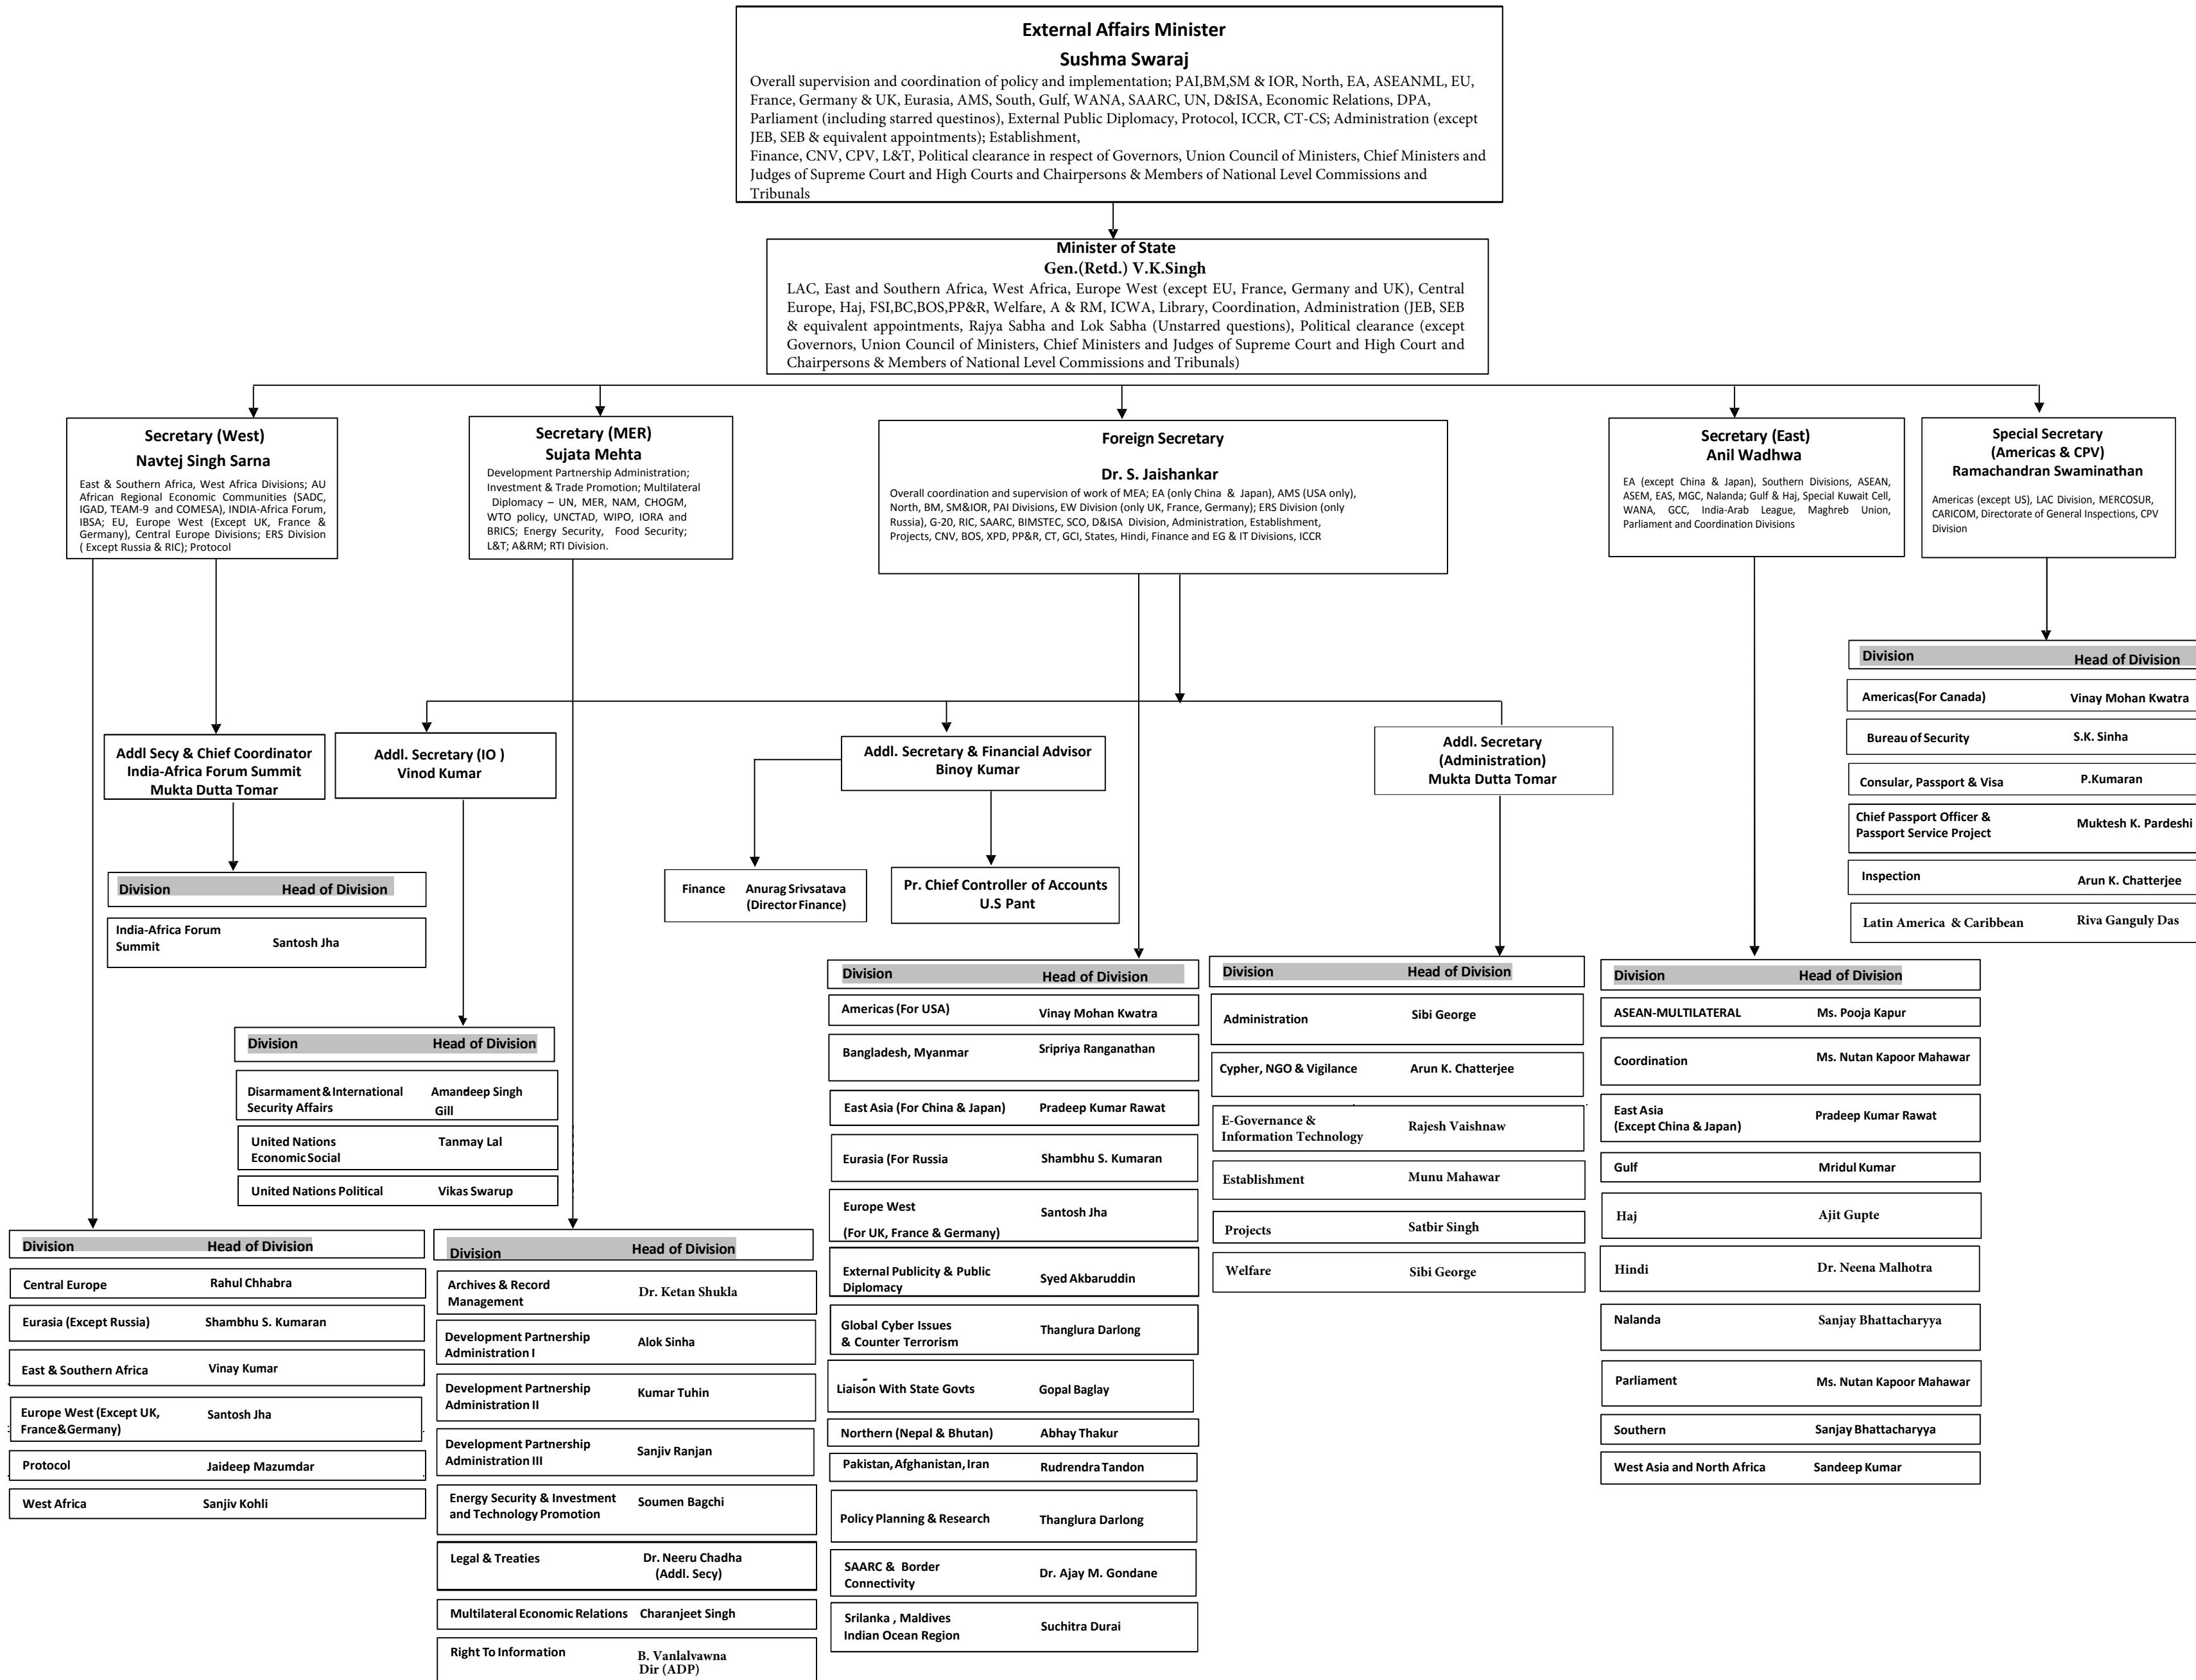 External Affairs Minister
Sushma Swaraj
Overall supervision and coordination of policy and implementation; PAI,BM,SM & IOR, North, EA, ASEANML, EU,
France, Germany & UK, Eurasia, AMS, South, Gulf, WANA, SAARC, UN, D&ISA, Economic Relations, DPA,
Parliament (including starred questinos), External Public Diplomacy, Protocol, ICCR, CT-CS; Administration (except
JEB, SEB & equivalent appointments); Establishment,
Finance, CNV, CPV, L&T, Political clearance in respect of Governors, Union Council of Ministers, Chief Ministers and
Judges of Supreme Court and High Courts and Chairpersons & Members of National Level Commissions and
Tribunals
Minister of State
Gen.(Retd.) V.K.Singh
LAC, East and Southern Africa, West Africa, Europe West (except EU, France, Germany and UK), Central
Europe, Haj, FSI,BC,BOS,PP&R, Welfare, A & RM, ICWA, Library, Coordination, Administration (JEB, SEB
& equivalent appointments, Rajya Sabha and Lok Sabha (Unstarred questions), Political clearance (except
Governors, Union Council of Ministers, Chief Ministers and Judges of Supreme Court and High Court and
Chairpersons & Members of National Level Commissions and Tribunals)
Secretary (West)
Navtej Singh Sarna
East & Southern Africa, West Africa Divisions; AU
African Regional Economic Communities (SADC,
IGAD, TEAM-9 and COMESA), INDIA-Africa Forum,
IBSA; EU, Europe West (Except UK, France &
Germany), Central Europe Divisions; ERS Division
( Except Russia & RIC); Protocol
Secretary (MER)
Sujata Mehta
Development Partnership Administration;
Investment & Trade Promotion; Multilateral
Diplomacy – UN, MER, NAM, CHOGM,
WTO policy, UNCTAD, WIPO, IORA and
BRICS; Energy Security, Food Security;
L&T; A&RM; RTI Division.
Foreign Secretary
Dr. S. Jaishankar
Overall coordination and supervision of work of MEA; EA (only China & Japan), AMS (USA only),
North, BM, SM&IOR, PAI Divisions, EW Division (only UK, France, Germany); ERS Division (only
Russia), G-20, RIC, SAARC, BIMSTEC, SCO, D&ISA Division, Administration, Establishment,
Projects, CNV, BOS, XPD, PP&R, CT, GCI, States, Hindi, Finance and EG & IT Divisions, ICCR
Secretary (East)
Anil Wadhwa
EA (except China & Japan), Southern Divisions, ASEAN,
ASEM, EAS, MGC, Nalanda; Gulf & Haj, Special Kuwait Cell,
WANA, GCC, India-Arab League, Maghreb Union,
Parliament and Coordination Divisions
Special Secretary
(Americas & CPV)
Ramachandran Swaminathan
Americas (except US), LAC Division, MERCOSUR,
CARICOM, Directorate of General Inspections, CPV
Division
Addl Secy & Chief Coordinator
India-Africa Forum Summit
Mukta Dutta Tomar
Division Head of Division
India-Africa Forum
Summit Santosh Jha
Addl. Secretary (IO )
Vinod Kumar
Division Head of Division
Disarmament & International Amandeep Singh
Security Affairs Gill
United Nations Tanmay Lal
Economic Social
United Nations Political Vikas Swarup
Addl. Secretary & Financial Advisor
Binoy Kumar
Finance Anurag Srivsatava
(Director Finance)
Pr. Chief Controller of Accounts
U.S Pant
Addl. Secretary
(Administration)
Mukta Dutta Tomar
Division Head of Division
Americas(For Canada) Vinay Mohan Kwatra
Bureau of Security S.K. Sinha
Consular, Passport & Visa P.Kumaran
Chief Passport Officer &
Passport Service Project Muktesh K. Pardeshi
Inspection Arun K. Chatterjee
Latin America & Caribbean Riva Ganguly Das
Division Head of Division
Central Europe Rahul Chhabra
Eurasia (Except Russia) Shambhu S. Kumaran
East & Southern Africa Vinay Kumar
Europe West (Except UK, Santosh Jha
France&Germany)
Protocol Jaideep Mazumdar
West Africa Sanjiv Kohli
Division Head of Division
Archives & Record
Management Dr. Ketan Shukla
Development Partnership
Administration I Alok Sinha
Development Partnership
Administration II Kumar Tuhin
Development Partnership
Administration III Sanjiv Ranjan
Energy Security & Investment Soumen Bagchi
and Technology Promotion
Legal & Treaties Dr. Neeru Chadha
(Addl. Secy)
Multilateral Economic Relations Charanjeet Singh
Right To Information B. Vanlalvawna
Dir (ADP)
Division Head of Division
Americas (For USA) Vinay Mohan Kwatra
Bangladesh, Myanmar Sripriya Ranganathan
East Asia (For China & Japan) Pradeep Kumar Rawat
Eurasia (For Russia Shambhu S. Kumaran
Europe West Santosh Jha
(For UK, France & Germany)
External Publicity & Public
Diplomacy Syed Akbaruddin
Global Cyber Issues
& Counter Terrorism Thanglura Darlong
Liaison With State Govts Gopal Baglay
Northern (Nepal & Bhutan) Abhay Thakur
Pakistan, Afghanistan, Iran Rudrendra Tandon
Policy Planning & Research Thanglura Darlong
SAARC & Border
Connectivity Dr. Ajay M. Gondane
Srilanka , Maldives
Indian Ocean Region Suchitra Durai
Division Head of Division
Administration Sibi George
Cypher, NGO & Vigilance Arun K. Chatterjee
E-Governance &
Information Technology Rajesh Vaishnaw
Establishment Munu Mahawar
Projects Satbir Singh
Welfare Sibi George
Division Head of Division
ASEAN-MULTILATERAL Ms. Pooja Kapur
Coordination Ms. Nutan Kapoor Mahawar
East Asia
(Except China & Japan) Pradeep Kumar Rawat
Gulf Mridul Kumar
Haj Ajit Gupte
Hindi Dr. Neena Malhotra
Nalanda Sanjay Bhattacharyya
Parliament Ms. Nutan Kapoor Mahawar
Southern Sanjay Bhattacharyya
West Asia and North Africa Sandeep Kumar